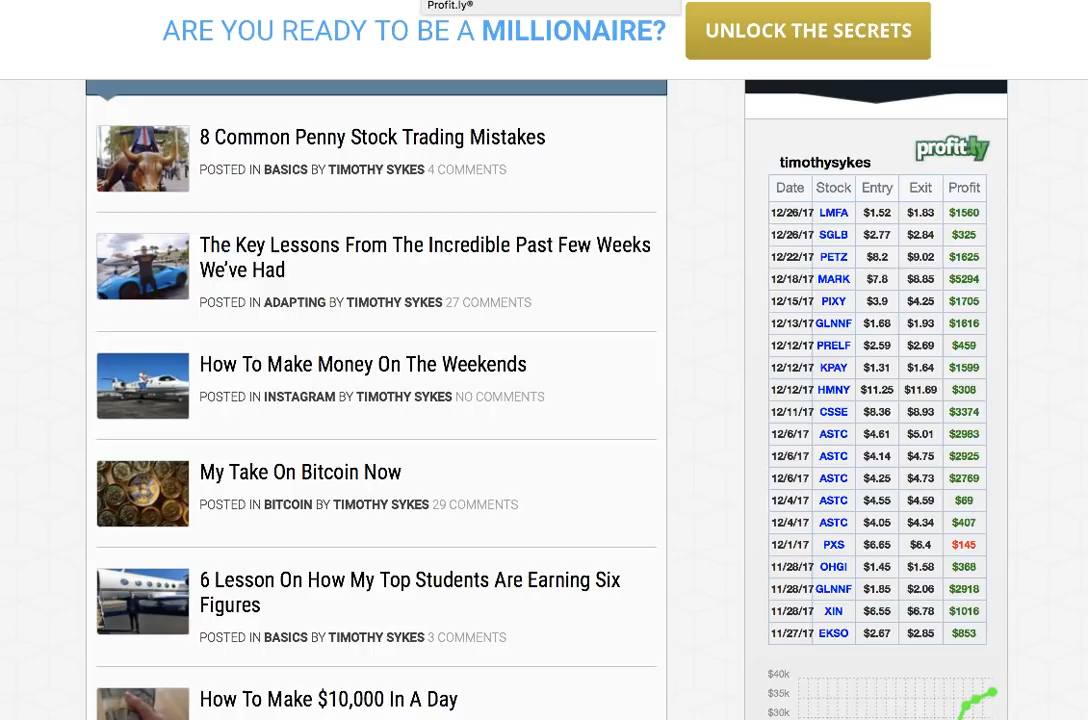 Profit.ly®
ARE YOU READY TO BE A MILLIONAIRE?
UNLOCK THE SECRETS
8 Common Penny Stock Trading Mistakes
POSTED IN BASICS BY TIMOTHY SYKES 4 COMMENTS
The Key Lessons From The Incredible Past Few Weeks
We've Had
POSTED IN ADAPTING BY TIMOTHY SYKES 27 COMMENTS
How To Make Money On The Weekends
POSTED IN INSTAGRAM BY TIMOTHY SYKES NO COMMENTS
My Take On Bitcoin Now
POSTED IN BITCOIN BY TIMOTHY SYKES 29 COMMENTS
6 Lesson On How My Top Students Are Earning Six
Figures
POSTED IN BASICS BY TIMOTHY SYKES 3 COMMENTS
How To Make $10,000 In A Day
timothysykes
profit.ly
Date Stock Entry Exit Profit
12/26/17 LMFA $1.52 $1.83 $1560
12/26/17 SGLB $2.77 $2.84 $325
12/22/17 PETZ $8.2 $9.02 $1625
12/18/17 MARK $7.8 $8.85 $5294
12/15/17 PIXY $3.9 $4.25 $1705
12/13/17 GLNNF $1.68 $1.93 $1616
12/12/17 PRELF $2.59 $2.69 $459
12/12/17 KPAY $1.31 $1.64 $1599
12/12/17 HMNY $11.25 $11.69 $308
12/11/17 CSSE $8.36 $8.93 $3374
12/6/17 ASTC $4.61 $5.01 $2983
12/6/17 ASTC $4.14 $4.75 $2925
12/6/17 ASTC $4.25 $4.73 $2769
12/4/17 ASTC $4.55 $4.59 $69
12/4/17 ASTC $4.05 $4.34 $407
12/1/17 PXS $6.65 $6.4 $145
11/28/17 OHGI $1.45 $1.58 $368
11/28/17 GLNNF $1.85 $2.06 $2918
11/28/17 XIN $6.55 $6.78 $1016
11/27/17 EKSO $2.67 $2.85 $853
$40k
$35k
$30k